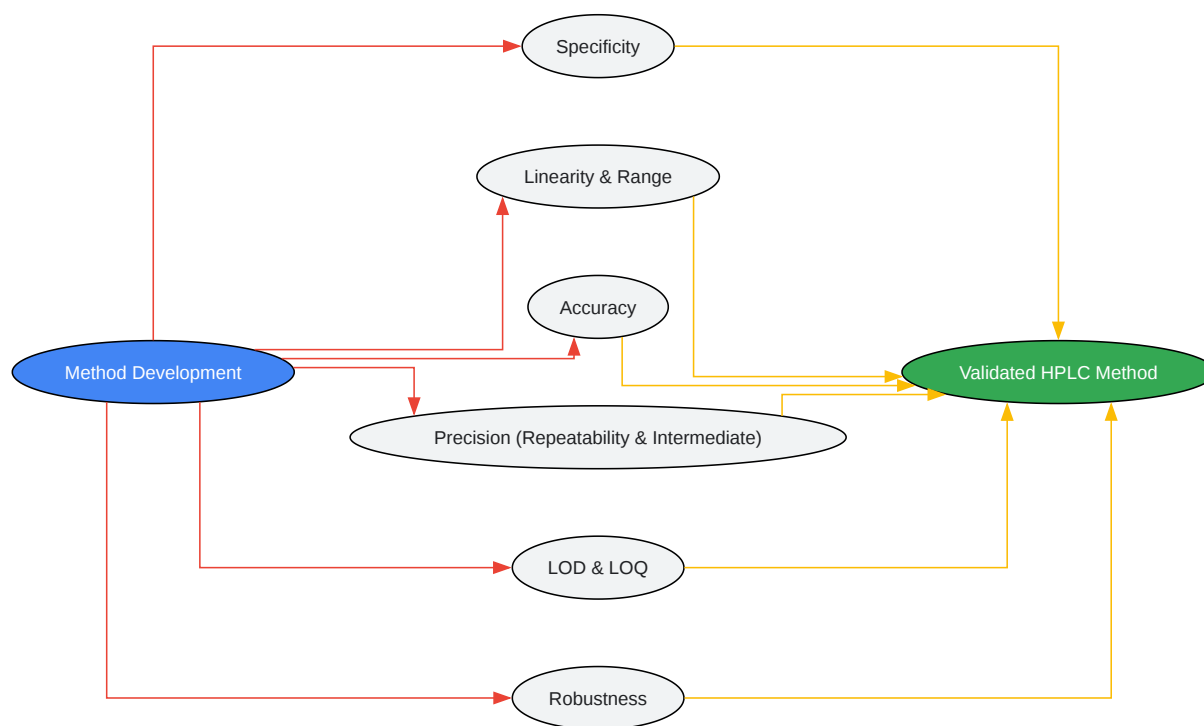 Specificity
Linearity & Range
Accuracy
Method Development
Validated HPLC Method
Precision (Repeatability & Intermediate)
LOD & LOQ
Robustness